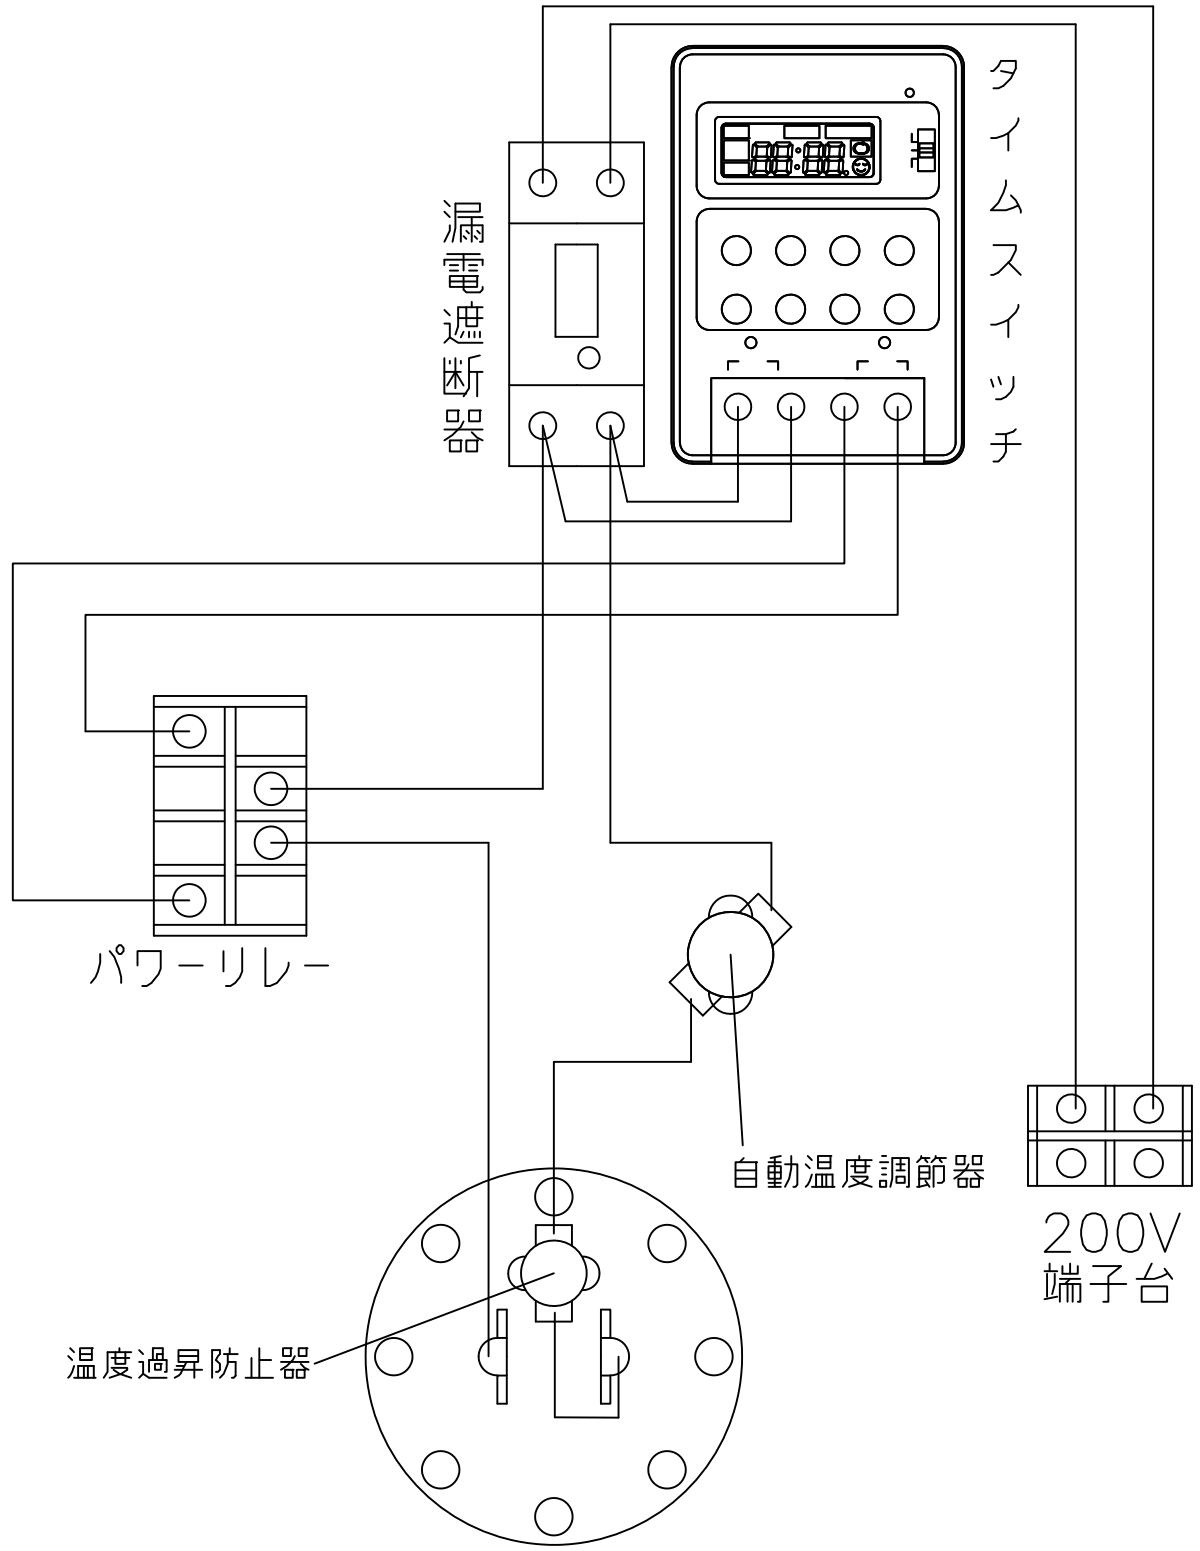 タイムスイッチ
漏電遮断器
パワーリレー
自動温度調節器
200V
端子台
温度過昇防止器